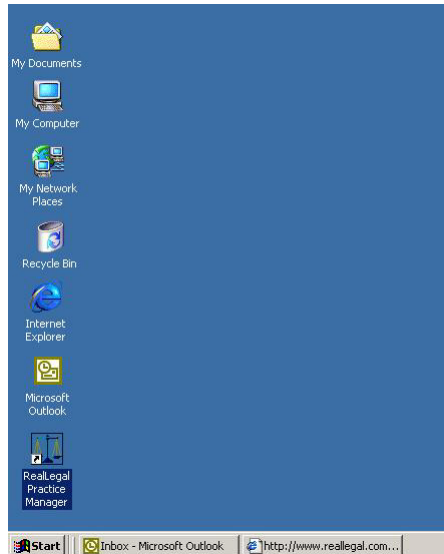 My Documents
My Computer
My Network
Places
Recycle Bin
Internet
Explorer
Microsoft
Outlook
RealLegal
Practice
Manager
Start Inbox - Microsoft Outlook http://www.reallegal.com...